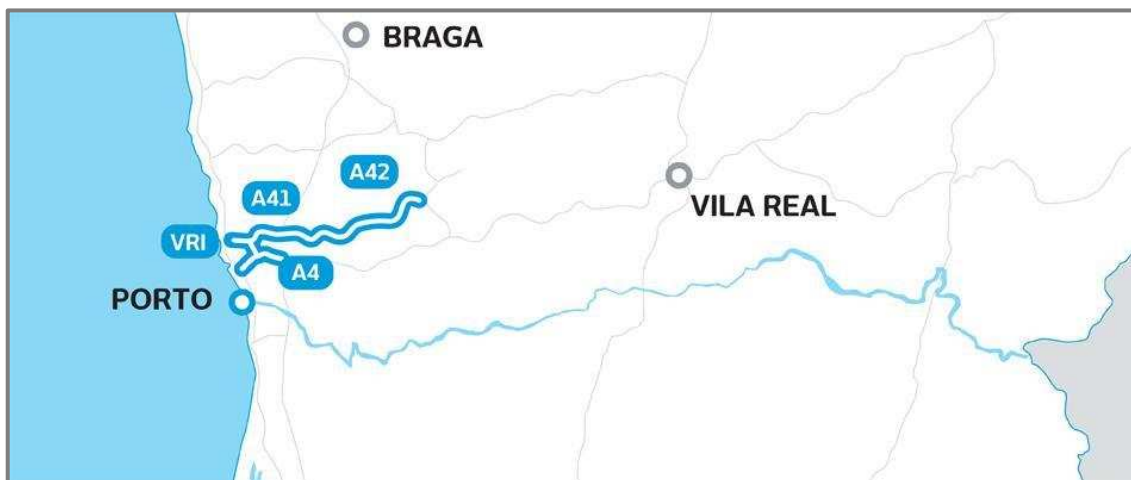 BRAGA
A42
A41
VILA REAL
VRI
A4
PORTO